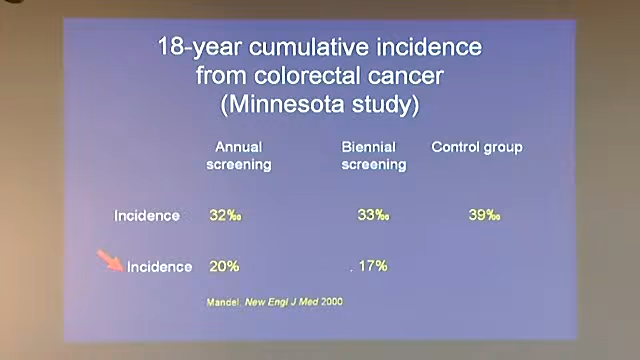 18-year cumulative incidence
from colorectal cancer
(Minnesota study)
Annual screening Biennial screening Control group
Incidence 32‰ 33‰ 39‰
Incidence 20% 17%
Mandel, New Engl J Med 2000